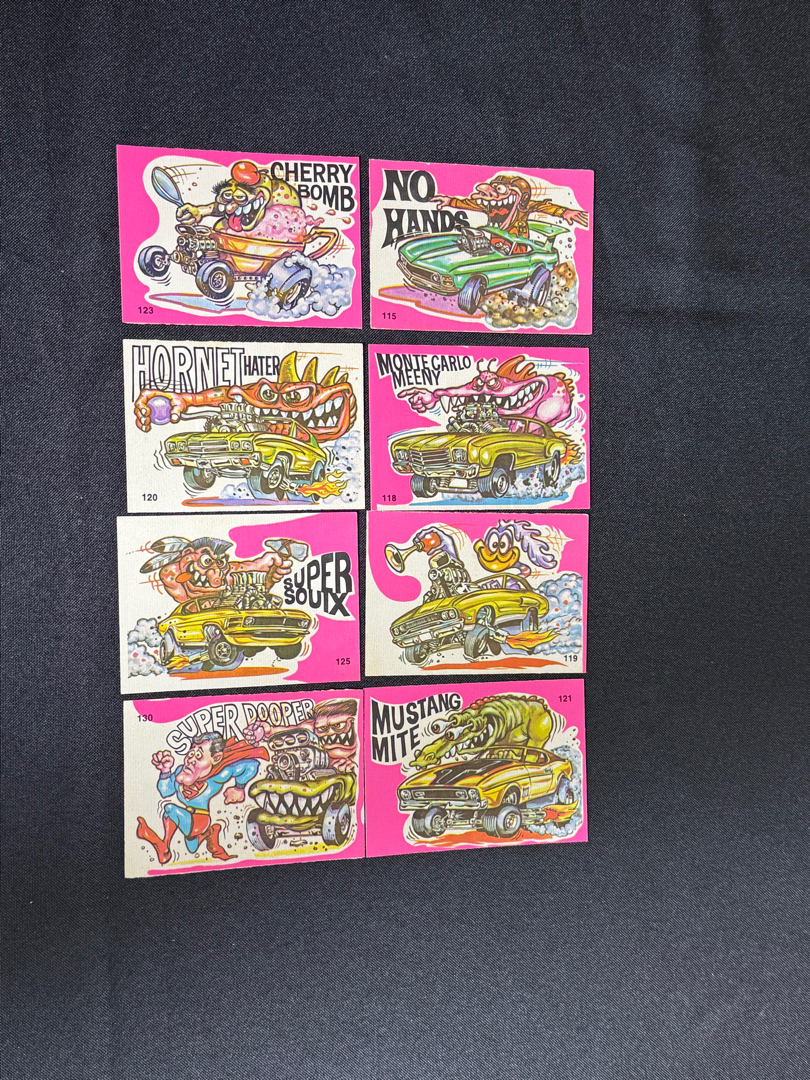 CHERRY
BOMB
123
NO
HANDS
115
HORNET HATER
120
MONTE CARLO
MEENY
118
SUPER
SOUIX
125
119
130
SUPER DOOPER
121
MUSTANG
MITE